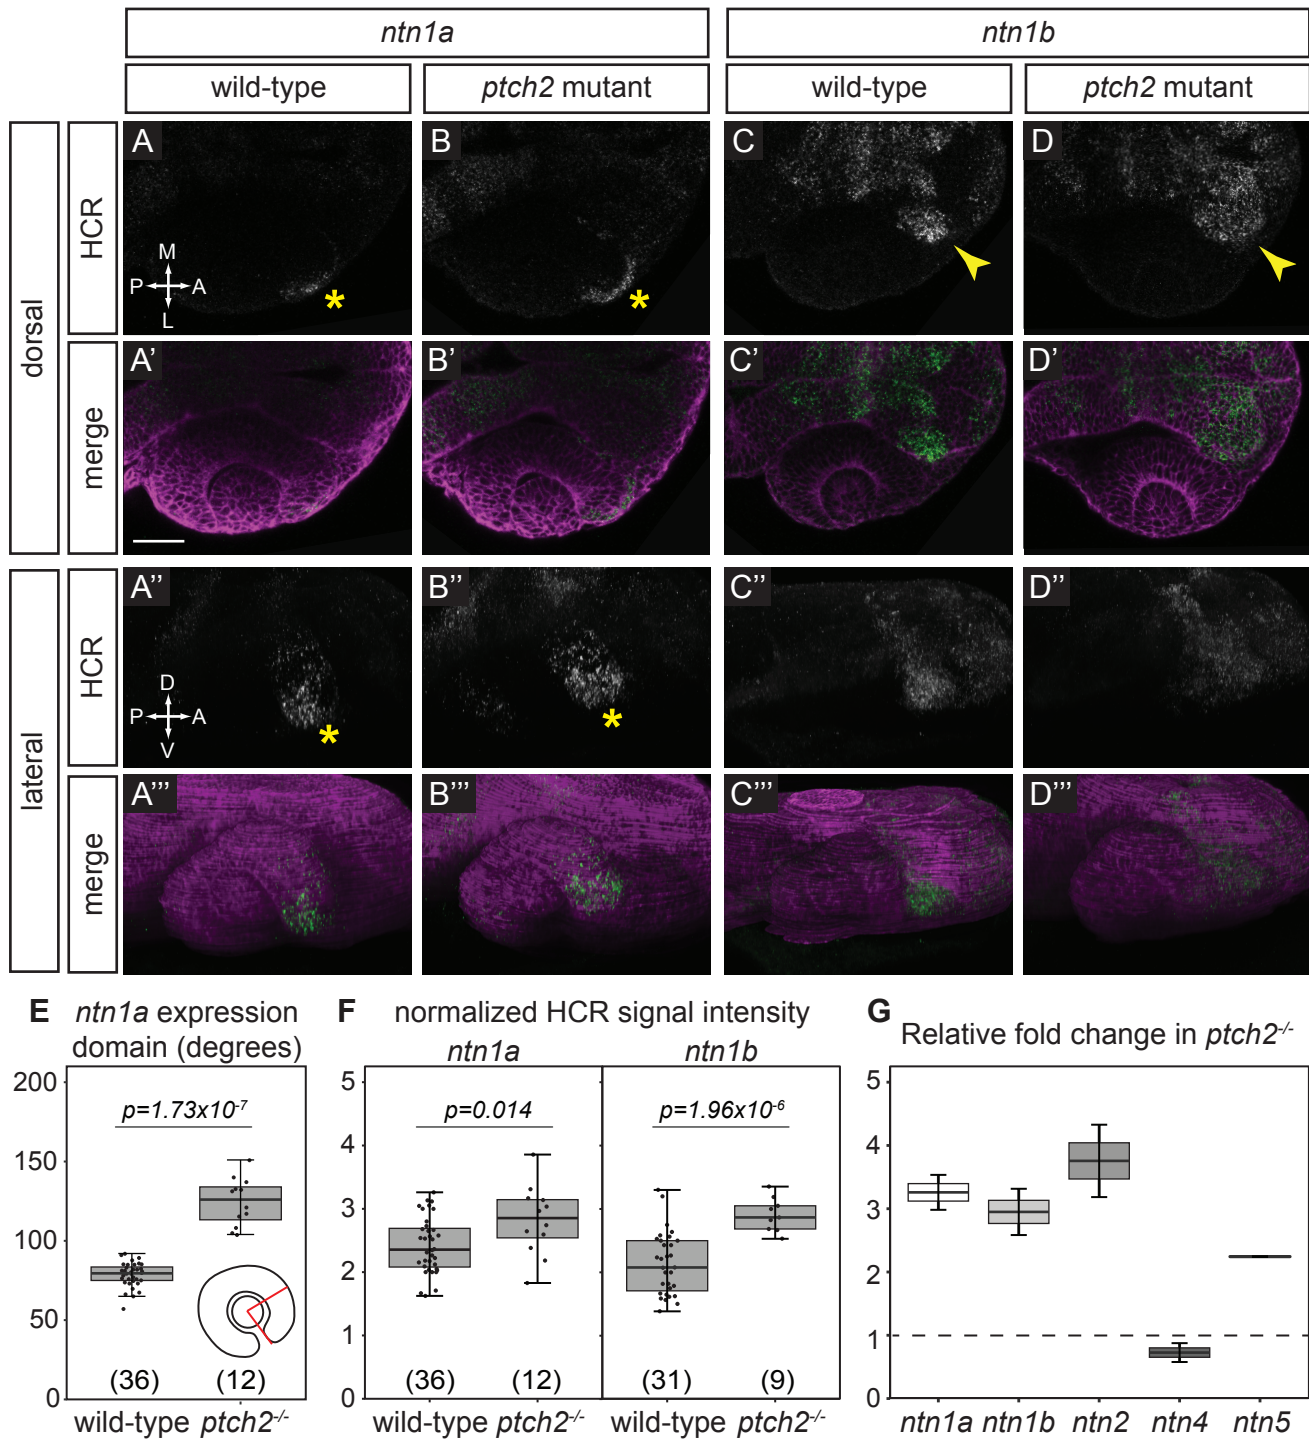 ntn1a
ntn1b
wild-type
ptch2 mutant
wild-type
ptch2 mutant
dorsal
HCR
A
B
C
D
M
P
A
L
*
*
merge
A'
B'
C'
D'
lateral
HCR
A''
B''
C''
D''
D
P
A
V
*
*
merge
A'''
B'''
C'''
D'''
E
ntn1a expression
domain (degrees)
200
150
100
50
0
p=1.73x10-7
(36)
(12)
wild-type
ptch2-/-
F
normalized HCR signal intensity
ntn1a
ntn1b
5
4
3
2
1
0
p=0.014
p=1.96x10-6
(36)
(12)
(31)
(9)
wild-type
ptch2-/-
wild-type
ptch2-/-
G
Relative fold change in ptch2-/-
5
4
3
2
1
0
ntn1a
ntn1b
ntn2
ntn4
ntn5